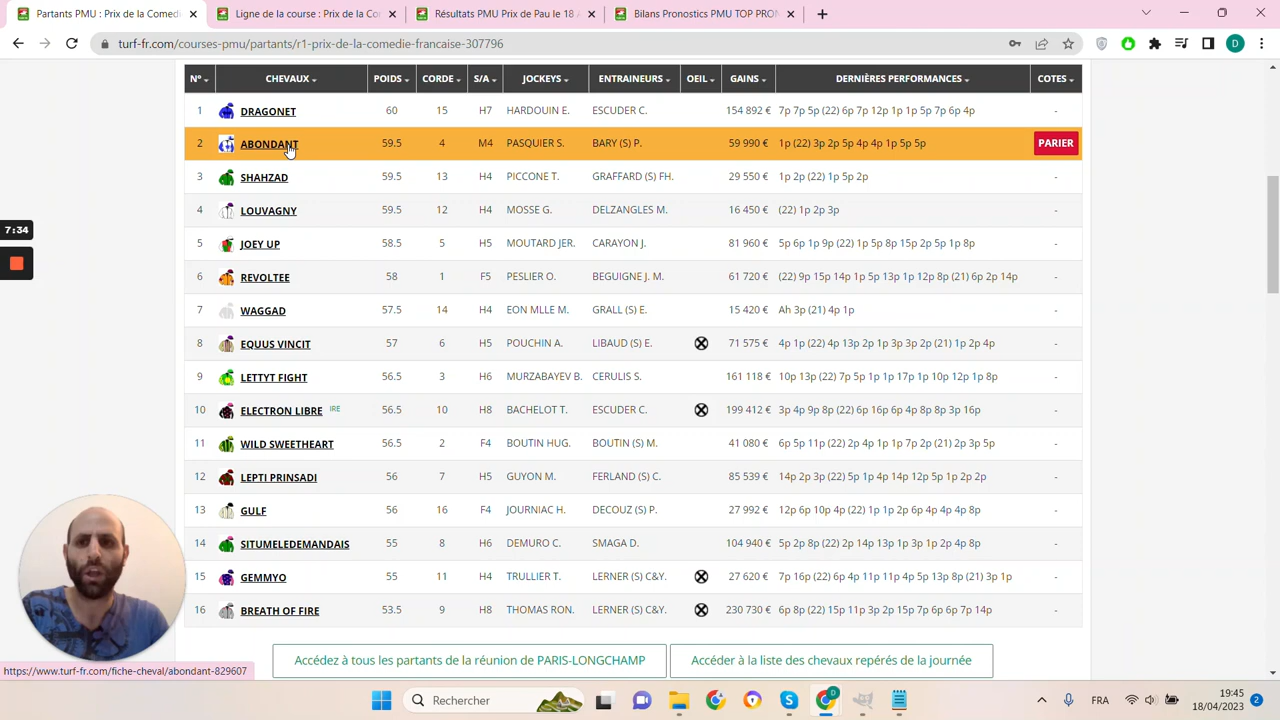 Partants PMU : Prix de la Comedie
Ligne de la course : Prix de la Co
Résultats PMU Prix de Pau le 18 A
Bilans Pronostics PMU TOP PRON
turf-fr.com/courses-pmu/partants/r1-prix-de-la-comedie-francaise-307796
D
N° CHEVAUX POIDS CORDE S/A JOCKEYS ENTRAINEURS OEIL GAINS DERNIÈRES PERFORMANCES COTES
1 DRAGONET 60 15 H7 HARDOUIN E. ESCUDER C. 154 892 € 7p 7p 5p (22) 6p 7p 12p 1p 1p 5p 7p 6p 4p -
2 ABONDANT 59.5 4 M4 PASQUIER S. BARY (S) P. 59 990 € 1p (22) 3p 2p 5p 4p 4p 1p 5p 5p PARIER
3 SHAHZAD 59.5 13 H4 PICCONE T. GRAFFARD (S) FH. 29 550 € 1p 2p (22) 1p 5p 2p -
4 LOUVAGNY 59.5 12 H4 MOSSE G. DELZANGLES M. 16 450 € (22) 1p 2p 3p -
5 JOEY UP 58.5 5 H5 MOUTARD JER. CARAYON J. 81 960 € 5p 6p 1p 9p (22) 1p 5p 8p 15p 2p 5p 1p 8p -
6 REVOLTEE 58 1 F5 PESLIER O. BEGUIGNE J. M. 61 720 € (22) 9p 15p 14p 1p 5p 13p 1p 12p 8p (21) 6p 2p 14p -
7 WAGGAD 57.5 14 H4 EON MLLE M. GRALL (S) E. 15 420 € Ah 3p (21) 4p 1p -
8 EQUUS VINCIT 57 6 H5 POUCHIN A. LIBAUD (S) E. 71 575 € 4p 1p (22) 4p 13p 2p 1p 3p 3p 2p (21) 1p 2p 4p -
9 LETTYT FIGHT 56.5 3 H6 MURZABAYEV B. CERULIS S. 161 118 € 10p 13p (22) 7p 5p 1p 1p 17p 1p 10p 12p 1p 8p -
10 ELECTRON LIBRE IRE 56.5 10 H8 BACHELOT T. ESCUDER C. 199 412 € 3p 4p 9p 8p (22) 6p 16p 6p 4p 8p 8p 3p 16p -
11 WILD SWEETHEART 56.5 2 F4 BOUTIN HUG. BOUTIN (S) M. 41 080 € 6p 5p 11p (22) 2p 4p 1p 1p 7p 2p (21) 2p 3p 5p -
12 LEPTI PRINSADI 56 7 H5 GUYON M. FERLAND (S) C. 85 539 € 14p 2p 3p (22) 5p 1p 4p 14p 12p 5p 1p 2p 2p -
13 GULF 56 16 F4 JOURNIAC H. DECOUZ (S) P. 27 992 € 12p 6p 10p 4p (22) 1p 1p 2p 6p 4p 4p 4p 8p -
14 SITUMELEDEMANDAIS 55 8 H6 DEMURO C. SMAGA D. 104 940 € 5p 2p 8p (22) 2p 14p 13p 1p 3p 1p 2p 4p 8p -
15 GEMMYO 55 11 H4 TRULLIER T. LERNER (S) C&Y. 27 620 € 7p 16p (22) 6p 4p 11p 11p 4p 5p 13p 8p (21) 3p 1p -
16 BREATH OF FIRE 53.5 9 H8 THOMAS RON. LERNER (S) C&Y. 230 730 € 6p 8p (22) 15p 11p 3p 2p 15p 7p 6p 6p 7p 14p -
7:34
Accédez à tous les partants de la réunion de PARIS-LONGCHAMP
Accéder à la liste des chevaux repérés de la journée
https://www.turf-fr.com/fiche-cheval/abondant-829607
Rechercher
FRA
19:45
18/04/2023
2